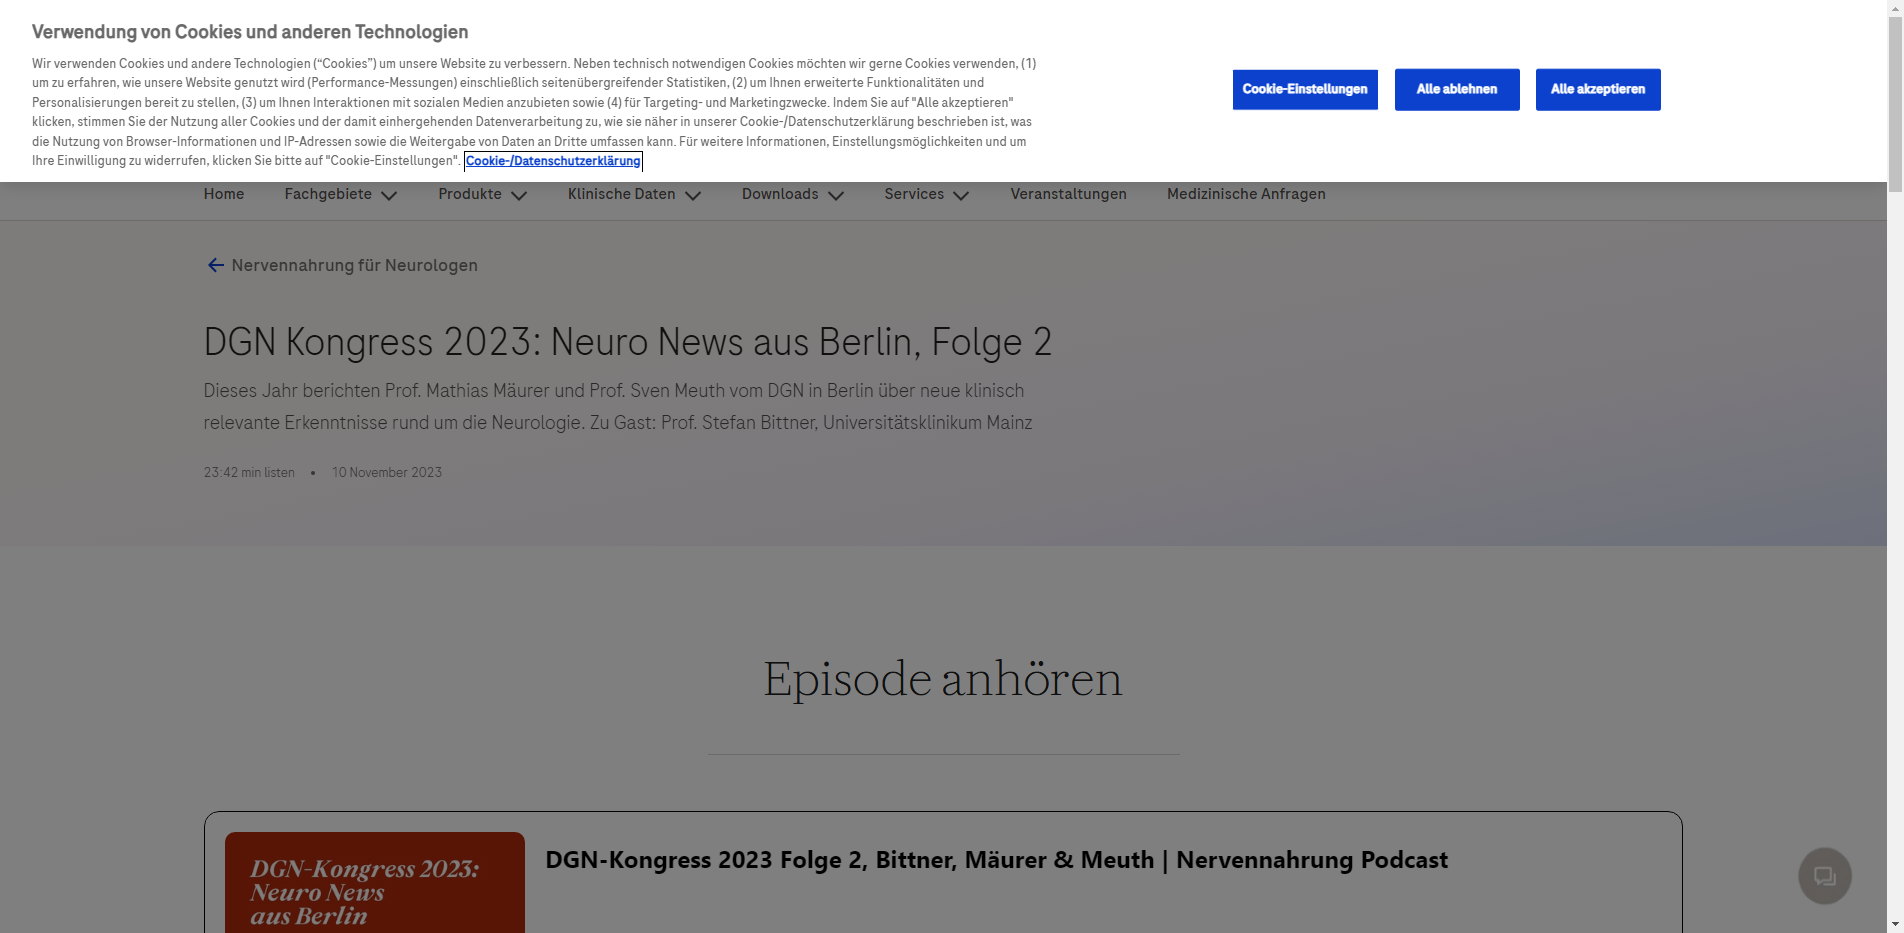 Verwendung von Cookies und anderen Technologien
Wir verwenden Cookies und andere Technologien (“Cookies”) um unsere Website zu verbessern. Neben technisch notwendigen Cookies möchten wir gerne Cookies verwenden, (1)
um zu erfahren, wie unsere Website genutzt wird (Performance-Messungen) einschließlich seitenübergreifender Statistiken, (2) um Ihnen erweiterte Funktionalitäten und
Personalisierungen bereit zu stellen, (3) um Ihnen Interaktionen mit sozialen Medien anzubieten sowie (4) für Targeting- und Marketingzwecke. Indem Sie auf "Alle akzeptieren"
klicken, stimmen Sie der Nutzung aller Cookies und der damit einhergehenden Datenverarbeitung zu, wie sie näher in unserer Cookie-/Datenschutzerklärung beschrieben ist, was
die Nutzung von Browser-Informationen und IP-Adressen sowie die Weitergabe von Daten an Dritte umfassen kann. Für weitere Informationen, Einstellungsmöglichkeiten und um
Ihre Einwilligung zu widerrufen, klicken Sie bitte auf "Cookie-Einstellungen". Cookie-/Datenschutzerklärung
Cookie-Einstellungen Alle ablehnen Alle akzeptieren
Home Fachgebiete Produkte Klinische Daten Downloads Services Veranstaltungen Medizinische Anfragen
Nervennahrung für Neurologen
DGN Kongress 2023: Neuro News aus Berlin, Folge 2
Dieses Jahr berichten Prof. Mathias Mäurer und Prof. Sven Meuth vom DGN in Berlin über neue klinisch
relevante Erkenntnisse rund um die Neurologie. Zu Gast: Prof. Stefan Bittner, Universitätsklinikum Mainz
23:42 min listen • 10 November 2023
Episode anhören
DGN-Kongress 2023:
Neuro News
aus Berlin
DGN-Kongress 2023 Folge 2, Bittner, Mäurer & Meuth | Nervennahrung Podcast